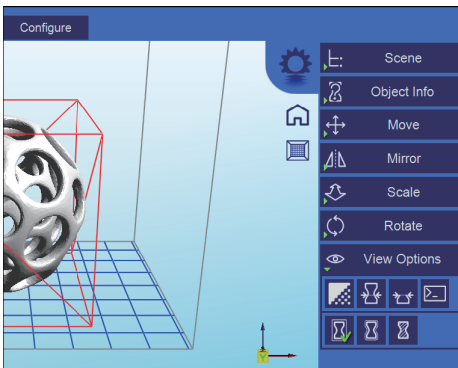 Configure
Scene
Object Info
Move
Mirror
Scale
Rotate
View Options
Y